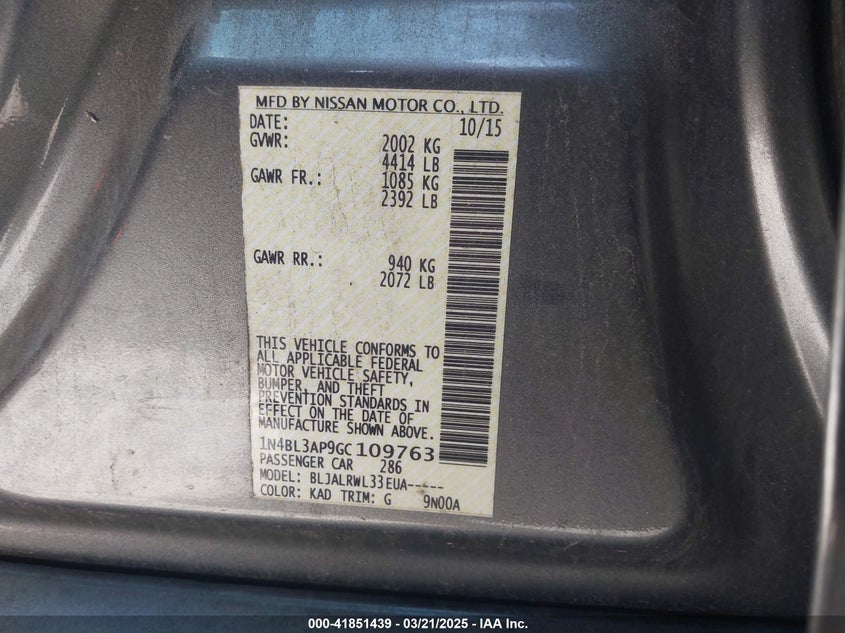 MFD BY NISSAN MOTOR CO., LTD.
DATE: 10/15
GVWR: 2002 KG
4414 LB
GAWR FR.: 1085 KG
2392 LB
GAWR RR.: 940 KG
2072 LB
THIS VEHICLE CONFORMS TO
ALL APPLICABLE FEDERAL
MOTOR VEHICLE SAFETY,
BUMPER, AND THEFT
PREVENTION STANDARDS IN
EFFECT ON THE DATE OF
MANUFACTURE SHOWN ABOVE.
1N4BL3AP9GC109763
PASSENGER CAR 286
MODEL: BLJALRWL33EUA-----
COLOR: KAD TRIM: G 9N00A
000-41851439 - 03/21/2025 - IAA Inc.